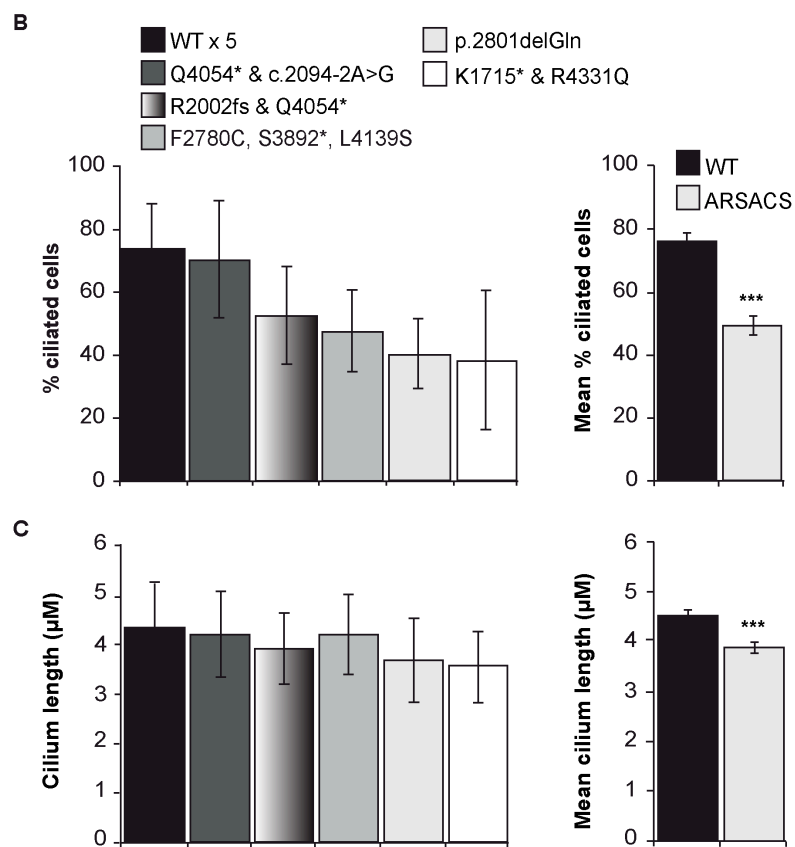 B
WT x 5
Q4054* & c.2094-2A>G
R2002fs & Q4054*
F2780C, S3892*, L4139S
p.2801delGln
K1715* & R4331Q
% ciliated cells
100
80
60
40
20
0
WT
ARSACS
Mean % ciliated cells
100
80
60
40
20
0
***
C
Cilium length (µM)
6
5
4
3
2
1
0
Mean cilium length (µM)
6
5
4
3
2
1
0
***